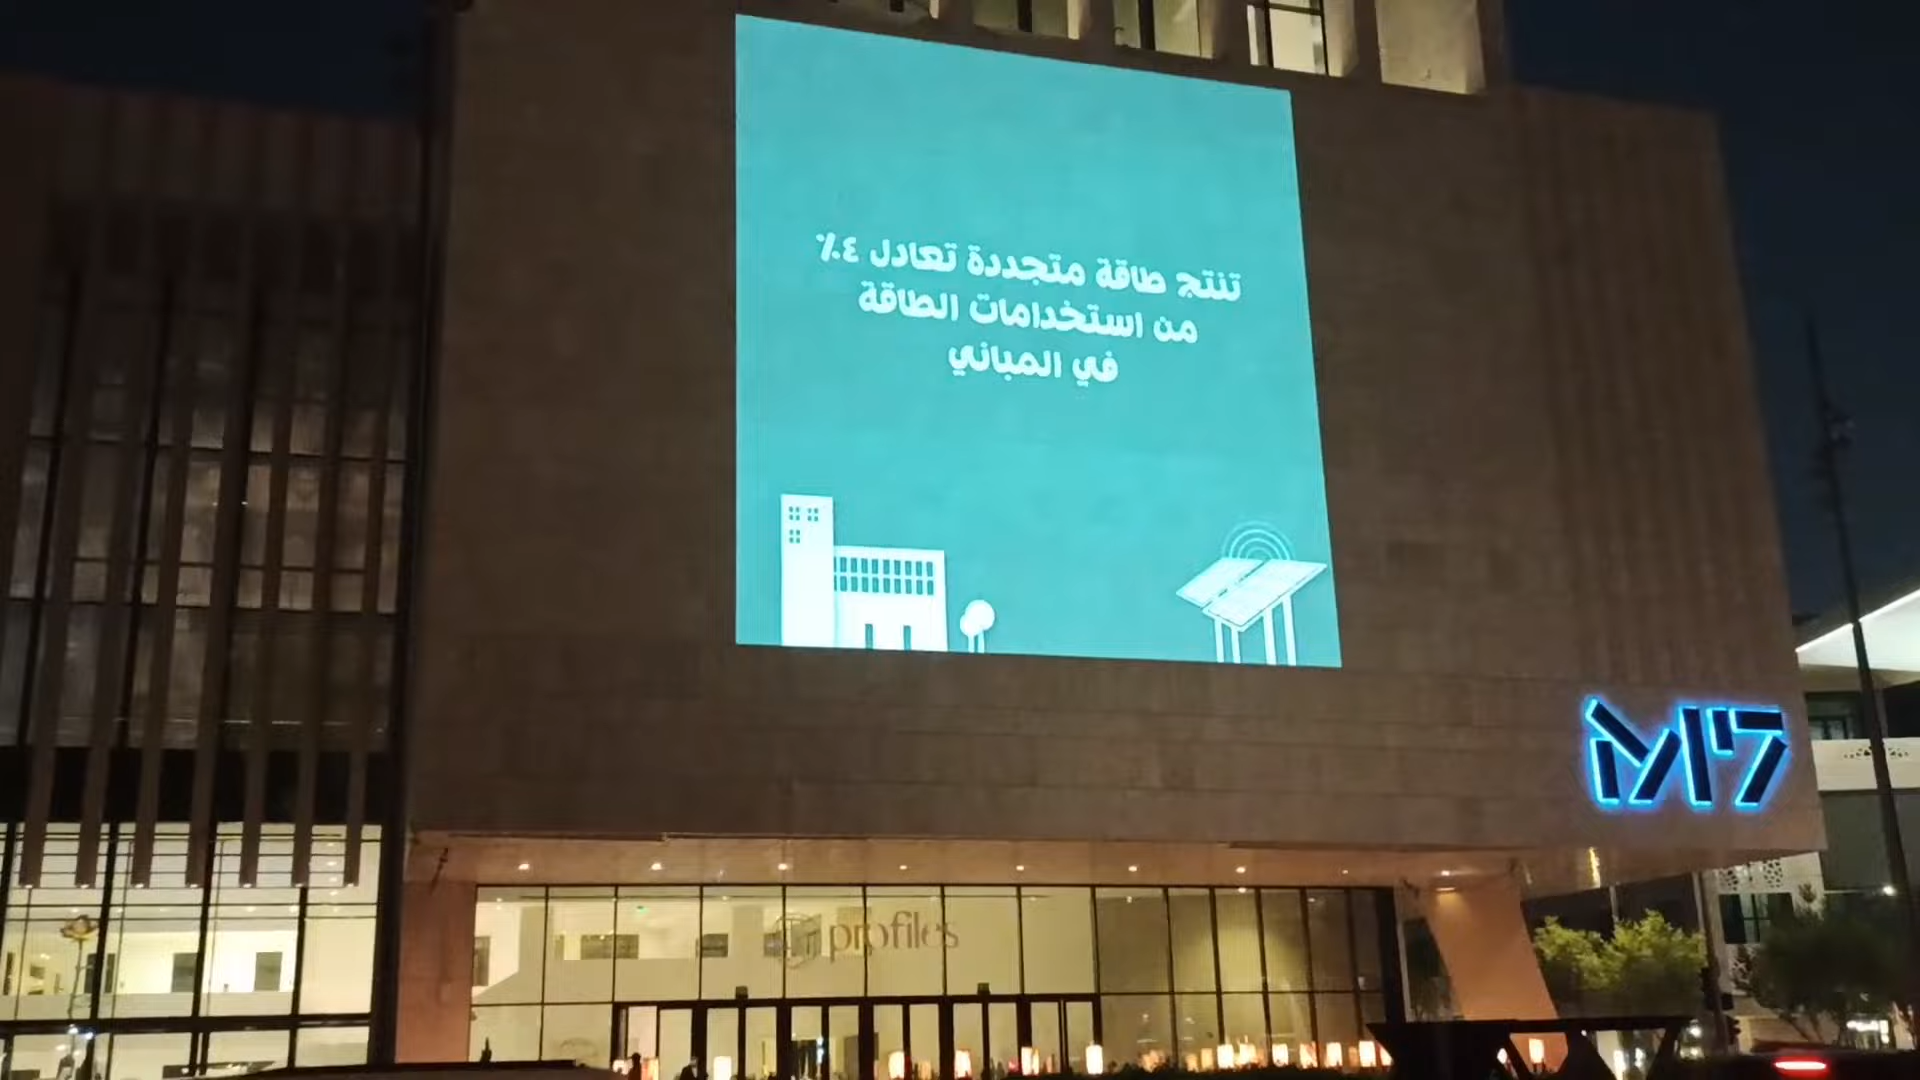 تنتج طاقة متجددة تعادل ٤٪
من استخدامات الطاقة
في المباني
M7
profiles